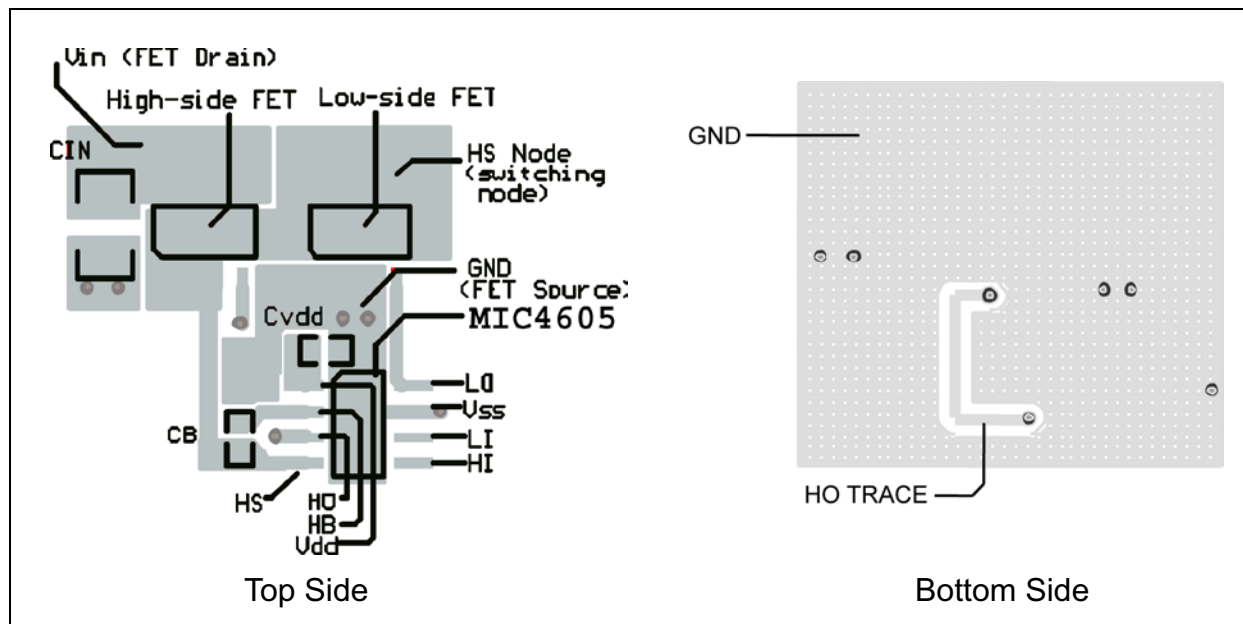 Vin (FET Drain)
High-side FET
Low-side FET
CIN
HS Node
(switching
node)
GND
(FET Source)
Cvdd
MIC4605
LO
Vss
CB
LI
HI
HS
HO
HB
Vdd
Top Side
GND
HO TRACE
Bottom Side